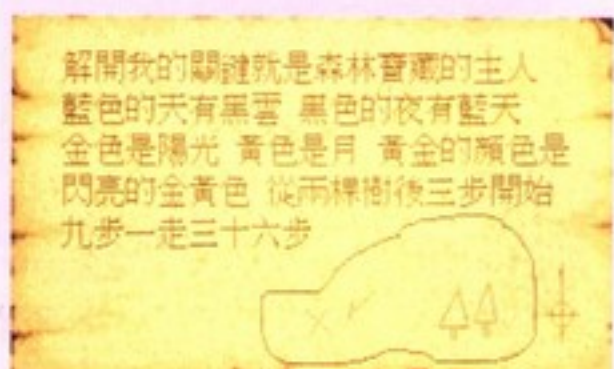 解開我的關鍵就是森林寶藏的主人
藍色的天有黑雲 黑色的夜有藍天
金色是陽光 黃色是月 黃金的顏色是
閃亮的金黃色 從兩棵樹後三步開始
九步一走三十六步